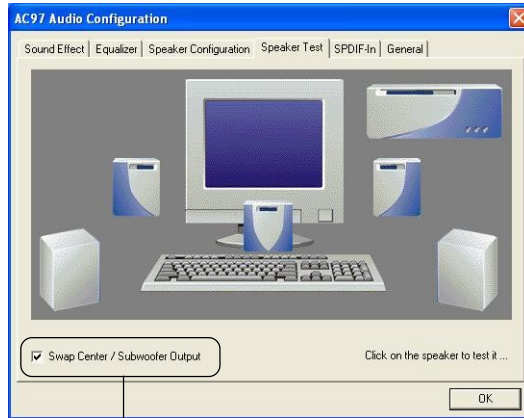 AC97 Audio Configuration
Sound Effect Equalizer Speaker Configuration Speaker Test SPDIF-In General
Swap Center / Subwoofer Output
Click on the speaker to test it ...
OK